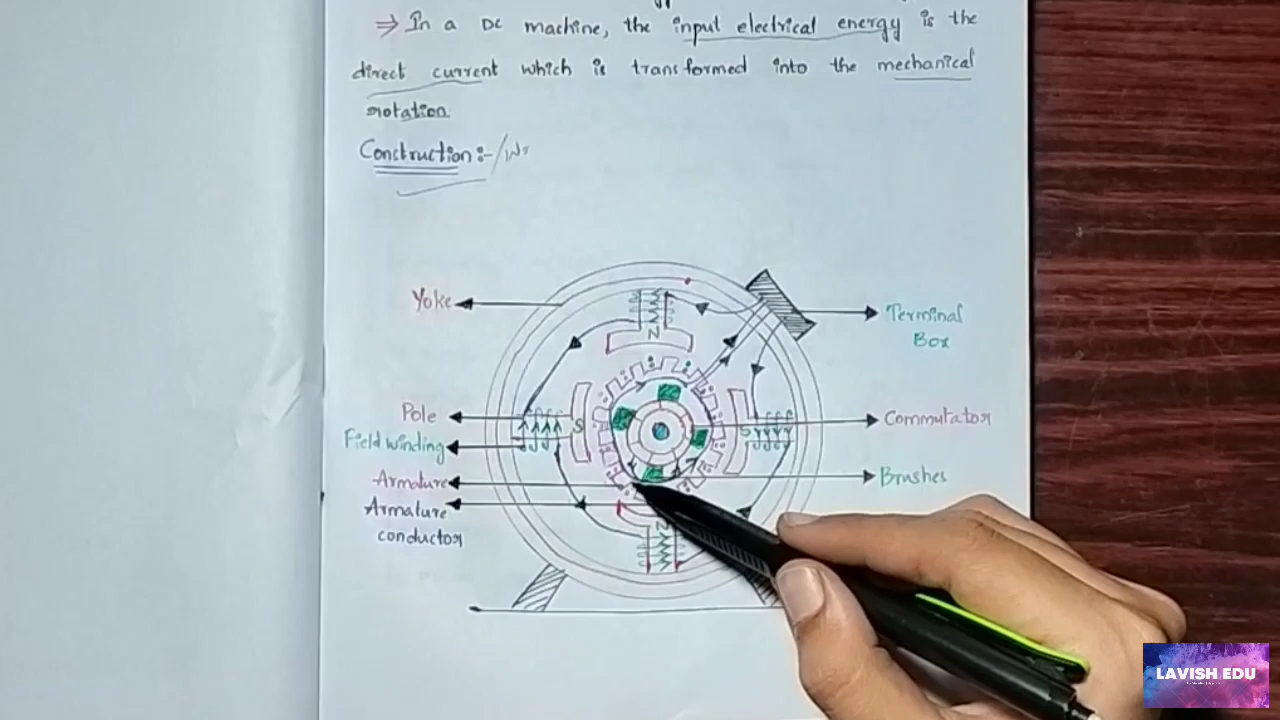 ⇒ In a DC machine, the input electrical energy is the
direct current which is transformed into the mechanical
rotation
Construction :-
Yoke
Terminal
Box
N
Pole
S
S
Commutator
Field winding
Armature
Brushes
Armature
conductor
N
LAVISH EDU